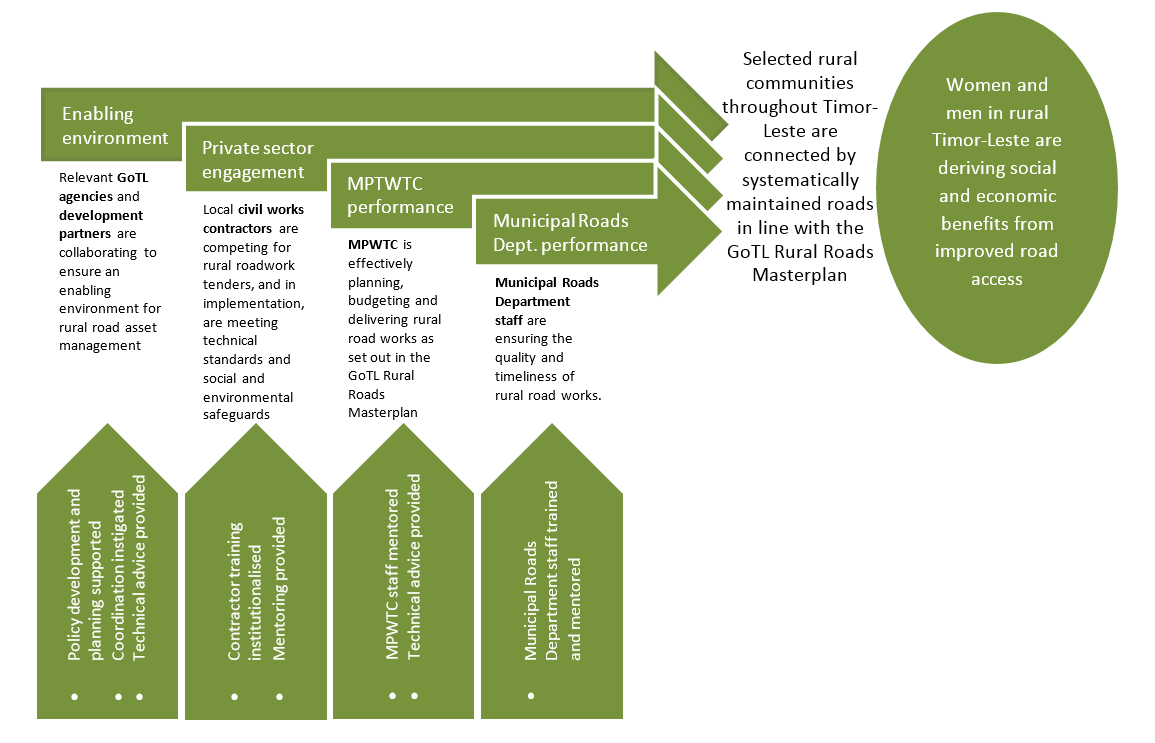 Enabling
environment
Relevant GoTL
agencies and
development
partners are
collaborating to
ensure an
enabling
environment for
rural road asset
management
Private sector
engagement
Local civil works
contractors are
competing for
rural roadwork
tenders, and in
implementation,
are meeting
technical
standards and
social and
environmental
safeguards
MPTWTC
performance
MPWTC is
effectively
planning,
budgeting and
delivering rural
road works as
set out in the
GoTL Rural
Roads
Masterplan
Municipal Roads
Dept. performance
Municipal Roads
Department
staff are
ensuring the
quality and
timeliness of
rural road works.
Selected rural
communities
throughout Timor-
Leste are
connected by
systematically
maintained roads
in line with the
GoTL Rural Roads
Masterplan
Women and
men in rural
Timor-Leste are
deriving social
and economic
benefits from
improved road
access
• Policy development and
planning supported
• Coordination instigated
• Technical advice provided
• Contractor training
institutionalised
• Mentoring provided
• MPWTC staff mentored
• Technical advice provided
• Municipal Roads
Department staff trained
and mentored